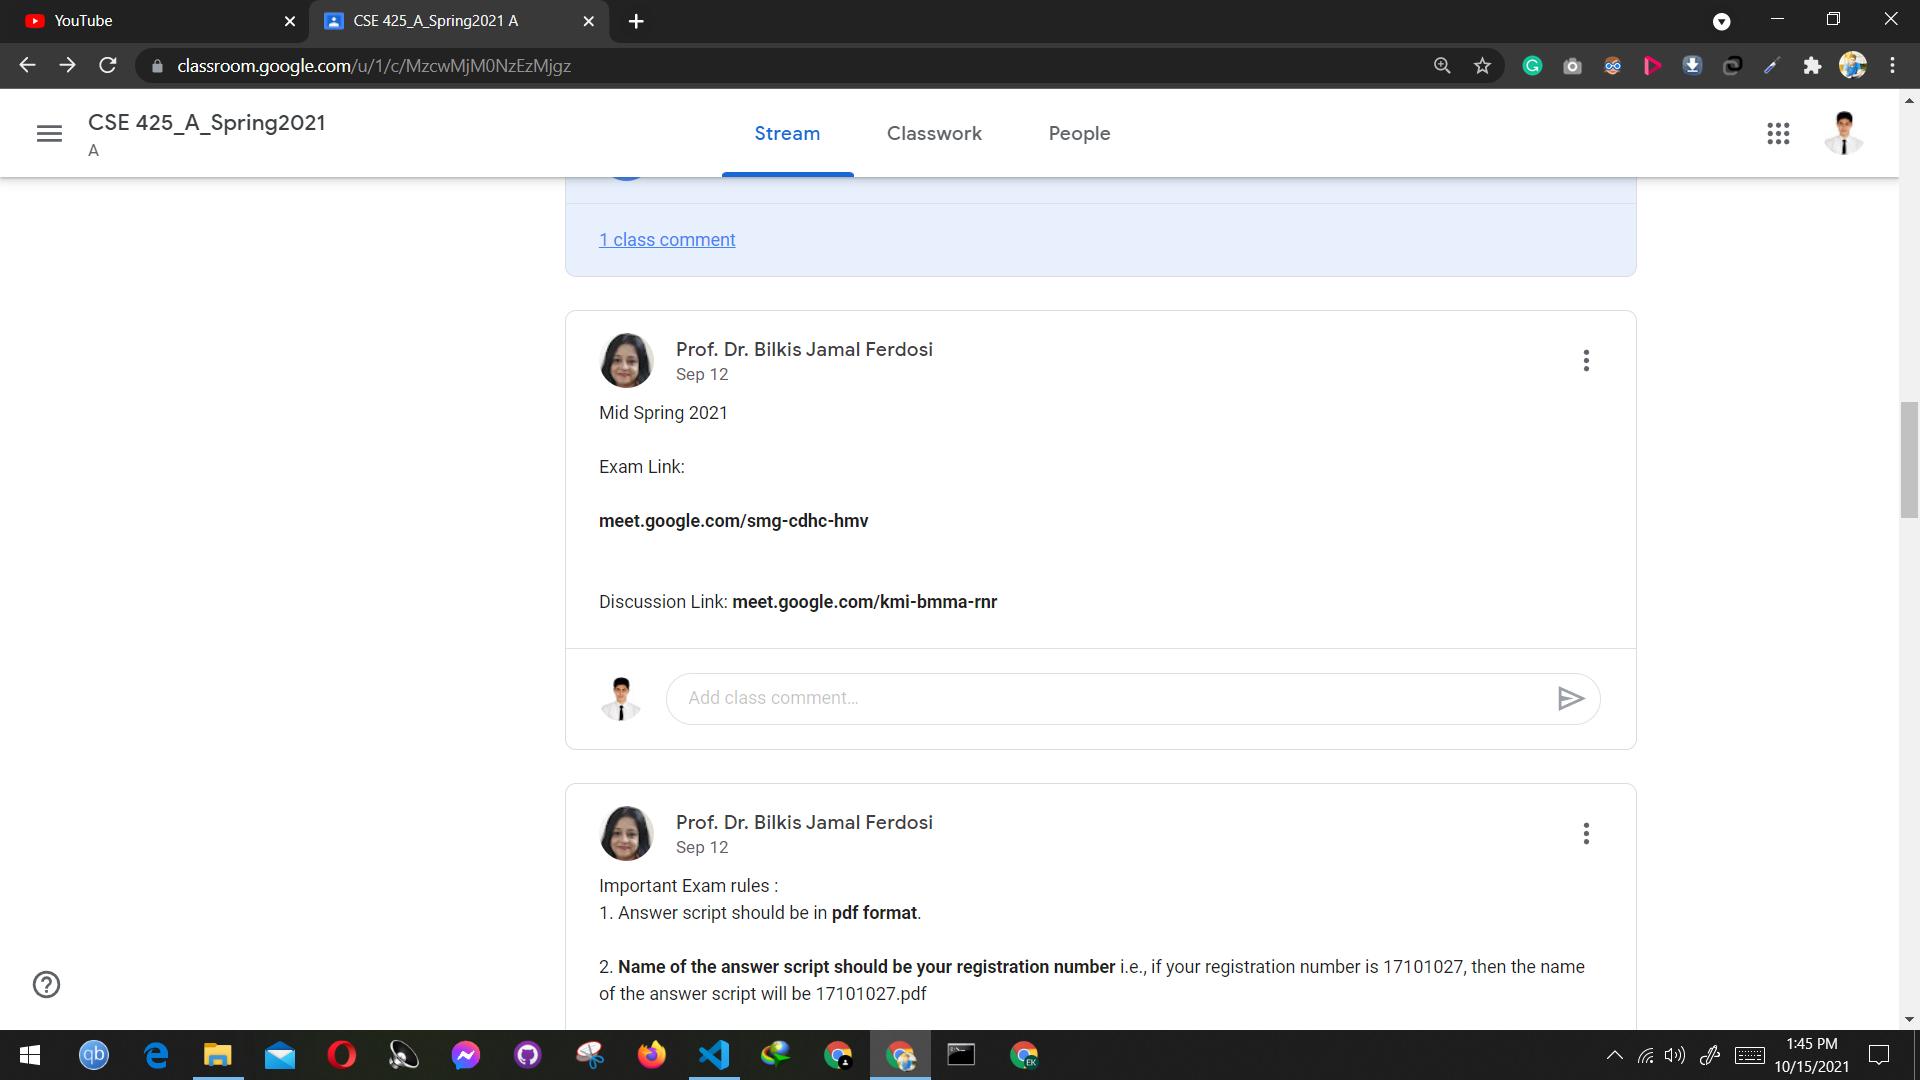 YouTube
CSE 425_A_Spring2021 A
classroom.google.com/u/1/c/MzcwMjM0NzEzMjgz
CSE 425_A_Spring2021
A
Stream
Classwork
People
1 class comment
Prof. Dr. Bilkis Jamal Ferdosi
Sep 12
Mid Spring 2021
Exam Link:
meet.google.com/smg-cdhc-hmv
Discussion Link: meet.google.com/kmi-bmma-rnr
Add class comment...
Prof. Dr. Bilkis Jamal Ferdosi
Sep 12
Important Exam rules :
1. Answer script should be in pdf format.
2. Name of the answer script should be your registration number i.e., if your registration number is 17101027, then the name
of the answer script will be 17101027.pdf
qb
EK
1:45 PM
10/15/2021